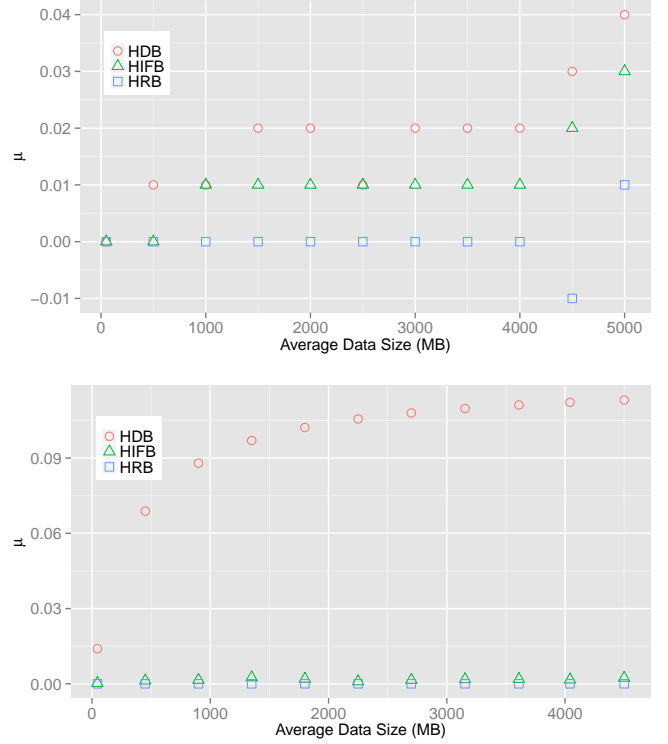 0.04
0.03
0.02
0.01
0.00
−0.01
μ
HDB
HIFB
HRB
0 1000 2000 3000 4000 5000
Average Data Size (MB)
0.09
0.06
0.03
0.00
μ
HDB
HIFB
HRB
0 1000 2000 3000 4000
Average Data Size (MB)